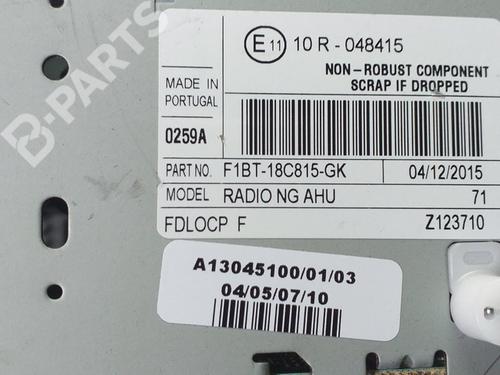 B-PARTS
E 11 10 R - 048415
NON-ROBUST COMPONENT
SCRAP IF DROPPED
MADE IN
PORTUGAL
0259A
PART NO. F1BT-18C815-GK 04/12/2015
MODEL RADIO NG AHU 71
FDLOCP F Z123710
A13045100/01/03
04/05/07/10